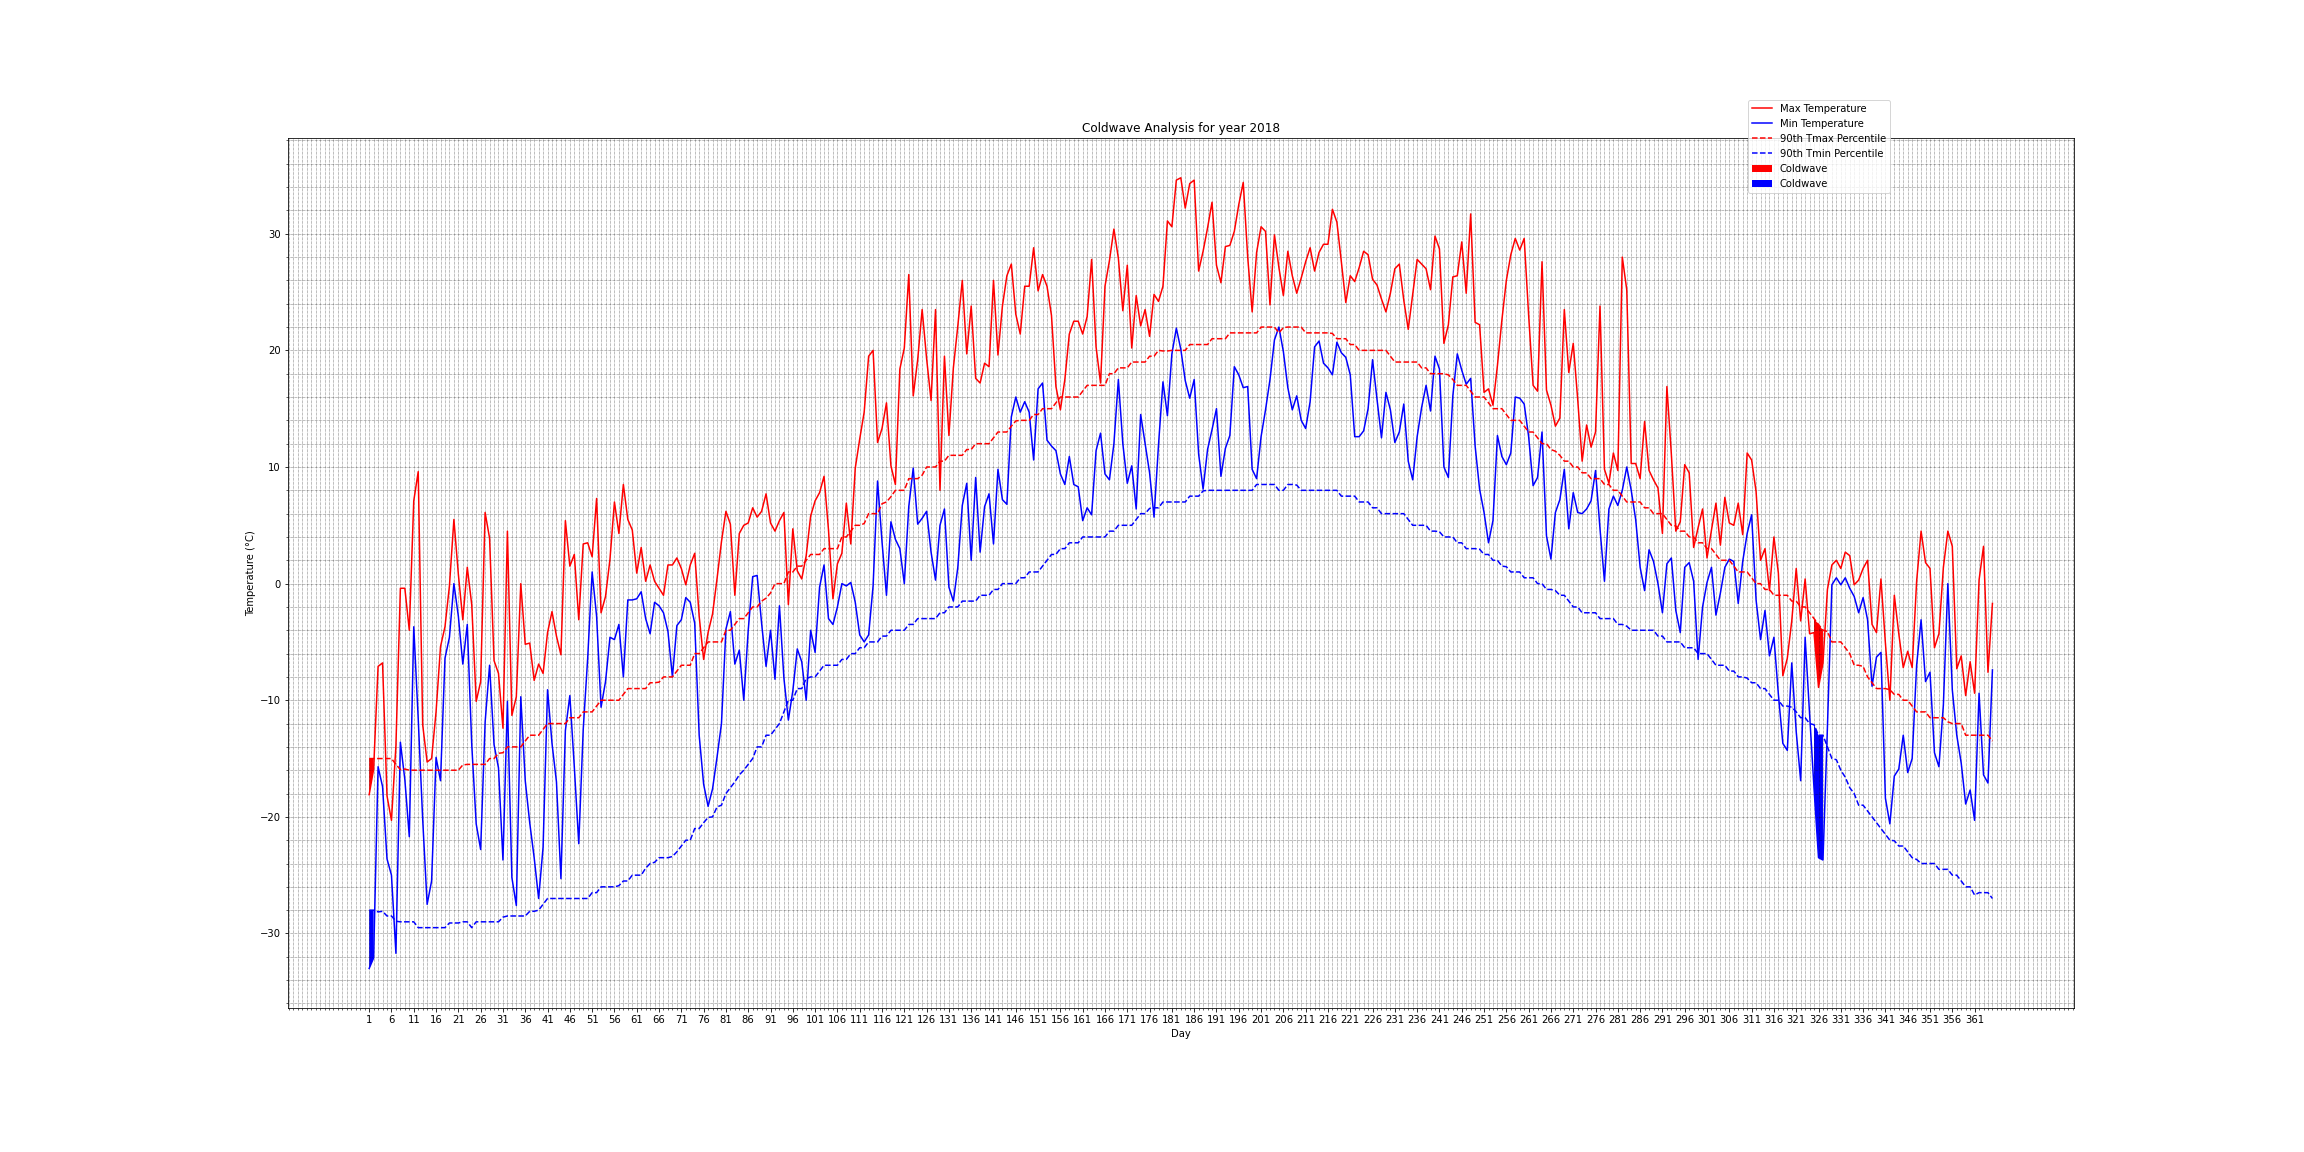 Max Temperature
Min Temperature
90th Tmax Percentile
90th Tmin Percentile
Coldwave
Coldwave
Coldwave Analysis for year 2018
Temperature (°C)
30
20
10
0
−10
−20
−30
1 6 11 16 21 26 31 36 41 46 51 56 61 66 71 76 81 86 91 96 101 106 111 116 121 126 131 136 141 146 151 156 161 166 171 176 181 186 191 196 201 206 211 216 221 226 231 236 241 246 251 256 261 266 271 276 281 286 291 296 301 306 311 316 321 326 331 336 341 346 351 356 361
Day